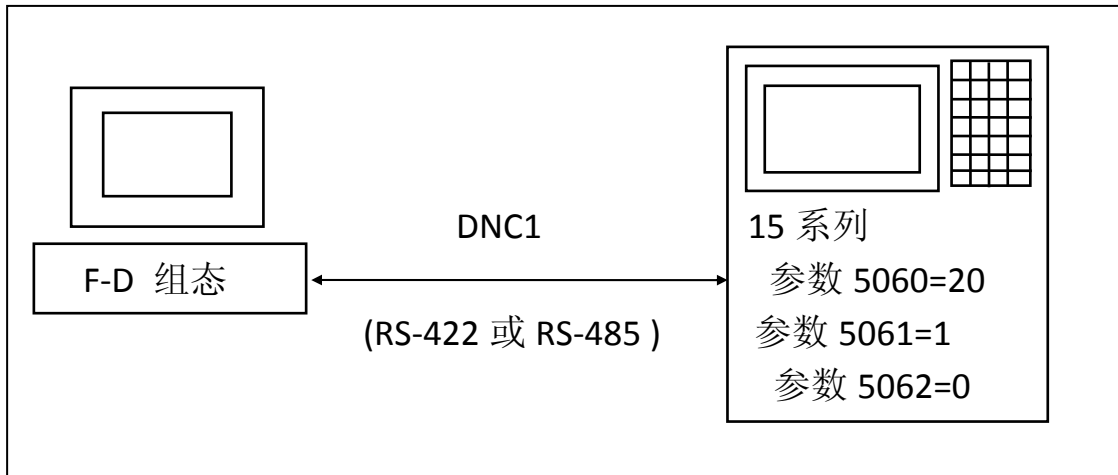 DNC1
F-D 组态
(RS-422 或 RS-485 )
15 系列
参数 5060=20
参数 5061=1
参数 5062=0